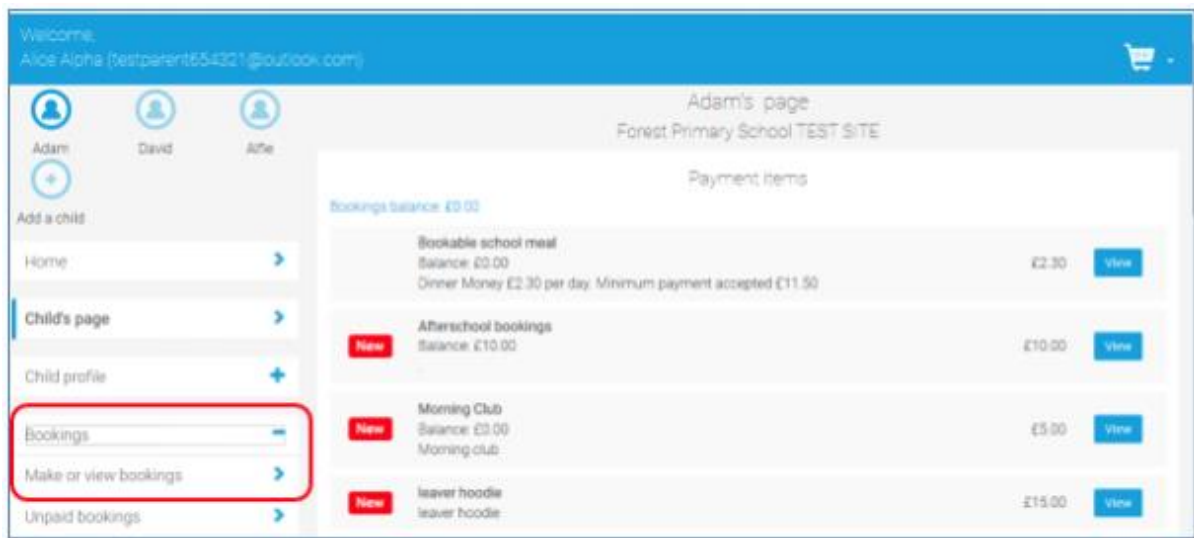 Welcome,
Alice Alpha (testparent654321@outlook.com)
Adam
David
Alfie
Add a child
Home
Child's page
Child profile
Bookings
Make or view bookings
Unpaid bookings
Adam's page
Forest Primary School TEST SITE
Payment items
Bookings balance: £0.00
Bookable school meal
Balance: £0.00
Dinner Money £2.30 per day. Minimum payment accepted £11.50
£2.30
View
New
Afterschool bookings
Balance: £10.00
£10.00
View
New
Morning Club
Balance: £0.00
Morning club
£5.00
View
New
leaver hoodie
leaver hoodie
£15.00
View